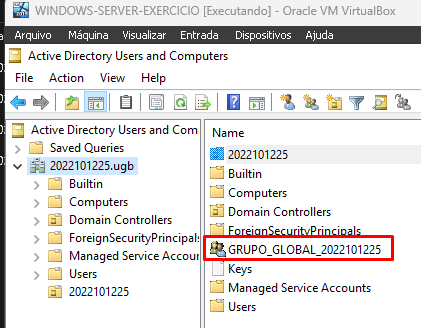 WINDOWS-SERVER-EXERCICIO [Executando] - Oracle VM VirtualBox
Arquivo Máquina Visualizar Entrada Dispositivos Ajuda
Active Directory Users and Computers
File Action View Help
Active Directory Users and Com
Saved Queries
2022101225.ugb
Builtin
Computers
Domain Controllers
ForeignSecurityPrincipals
Managed Service Accoun
Users
2022101225
Name
2022101225
Builtin
Computers
Domain Controllers
ForeignSecurityPrincipals
GRUPO_GLOBAL_2022101225
Keys
Managed Service Accounts
Users